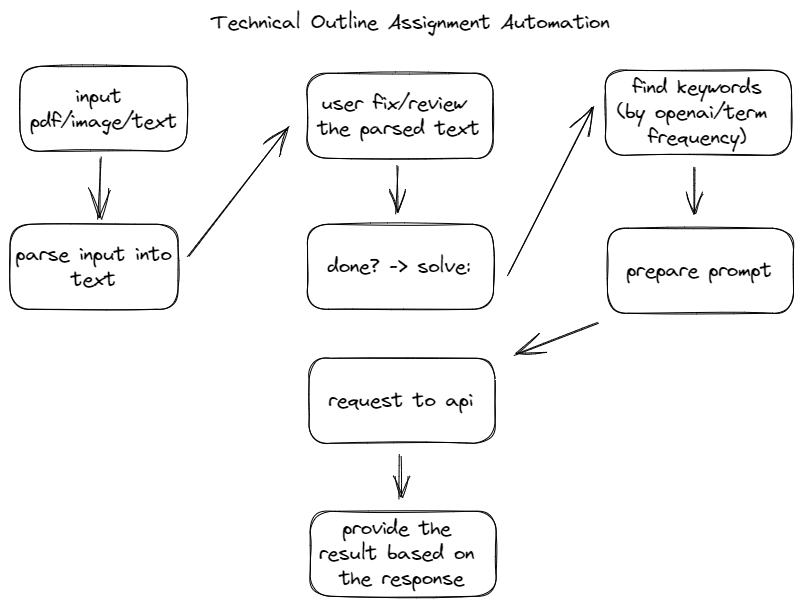 Technical Outline Assignment Automation
input
pdf/image/text
parse input into
text
user fix/review
the parsed text
done? -> solve:
find keywords
(by openai/term
frequency)
prepare prompt
request to api
provide the
result based on
the response